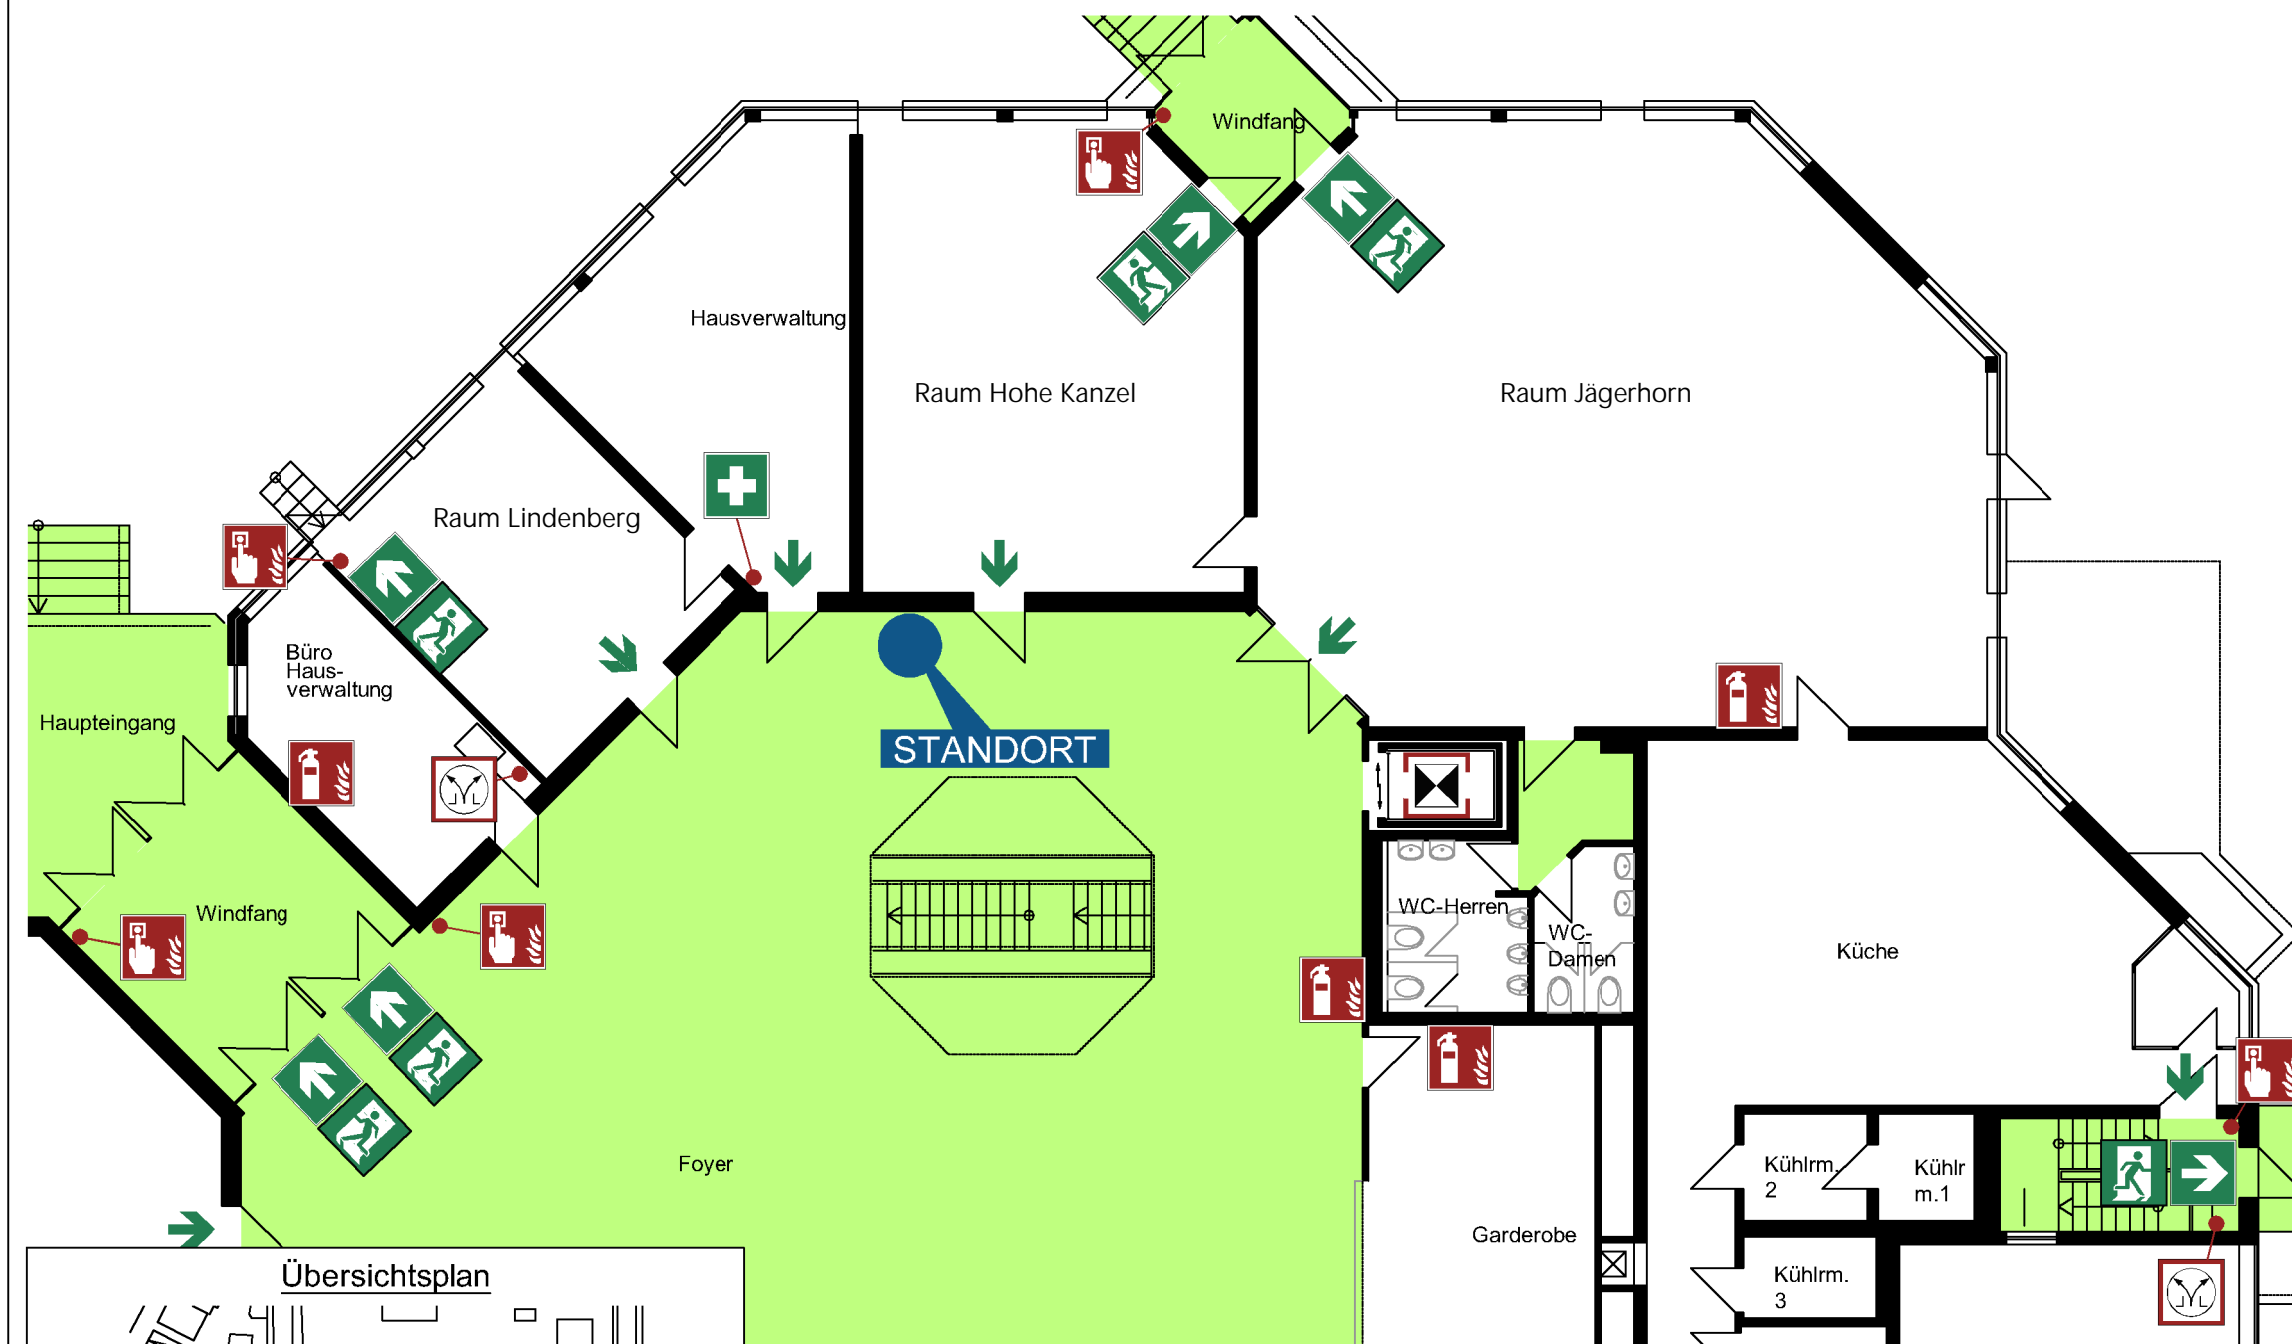 Windfang
Hausverwaltung
Raum Hohe Kanzel
Raum Jägerhorn
Raum Lindenberg
Büro
Haus-
verwaltung
Haupteingang
STANDORT
Windfang
WC-Herren
WC-
Damen
Küche
Foyer
Kühlrm.
2
Kühlr
m.1
Garderobe
Kühlrm.
3
Übersichtsplan